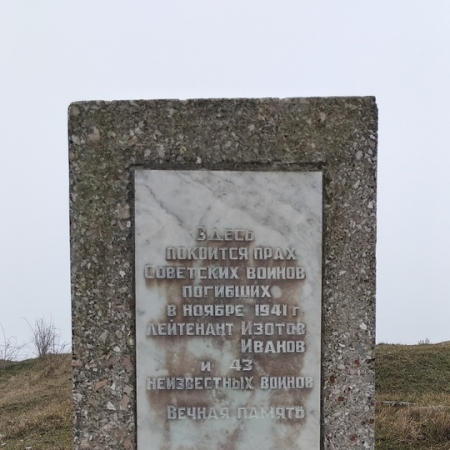 Здесь
покоится прах
Советских воинов
погибших
в ноябре 1941 г
лейтенант Изотов
Иванов
и 43
неизвестных воинов
Вечная память